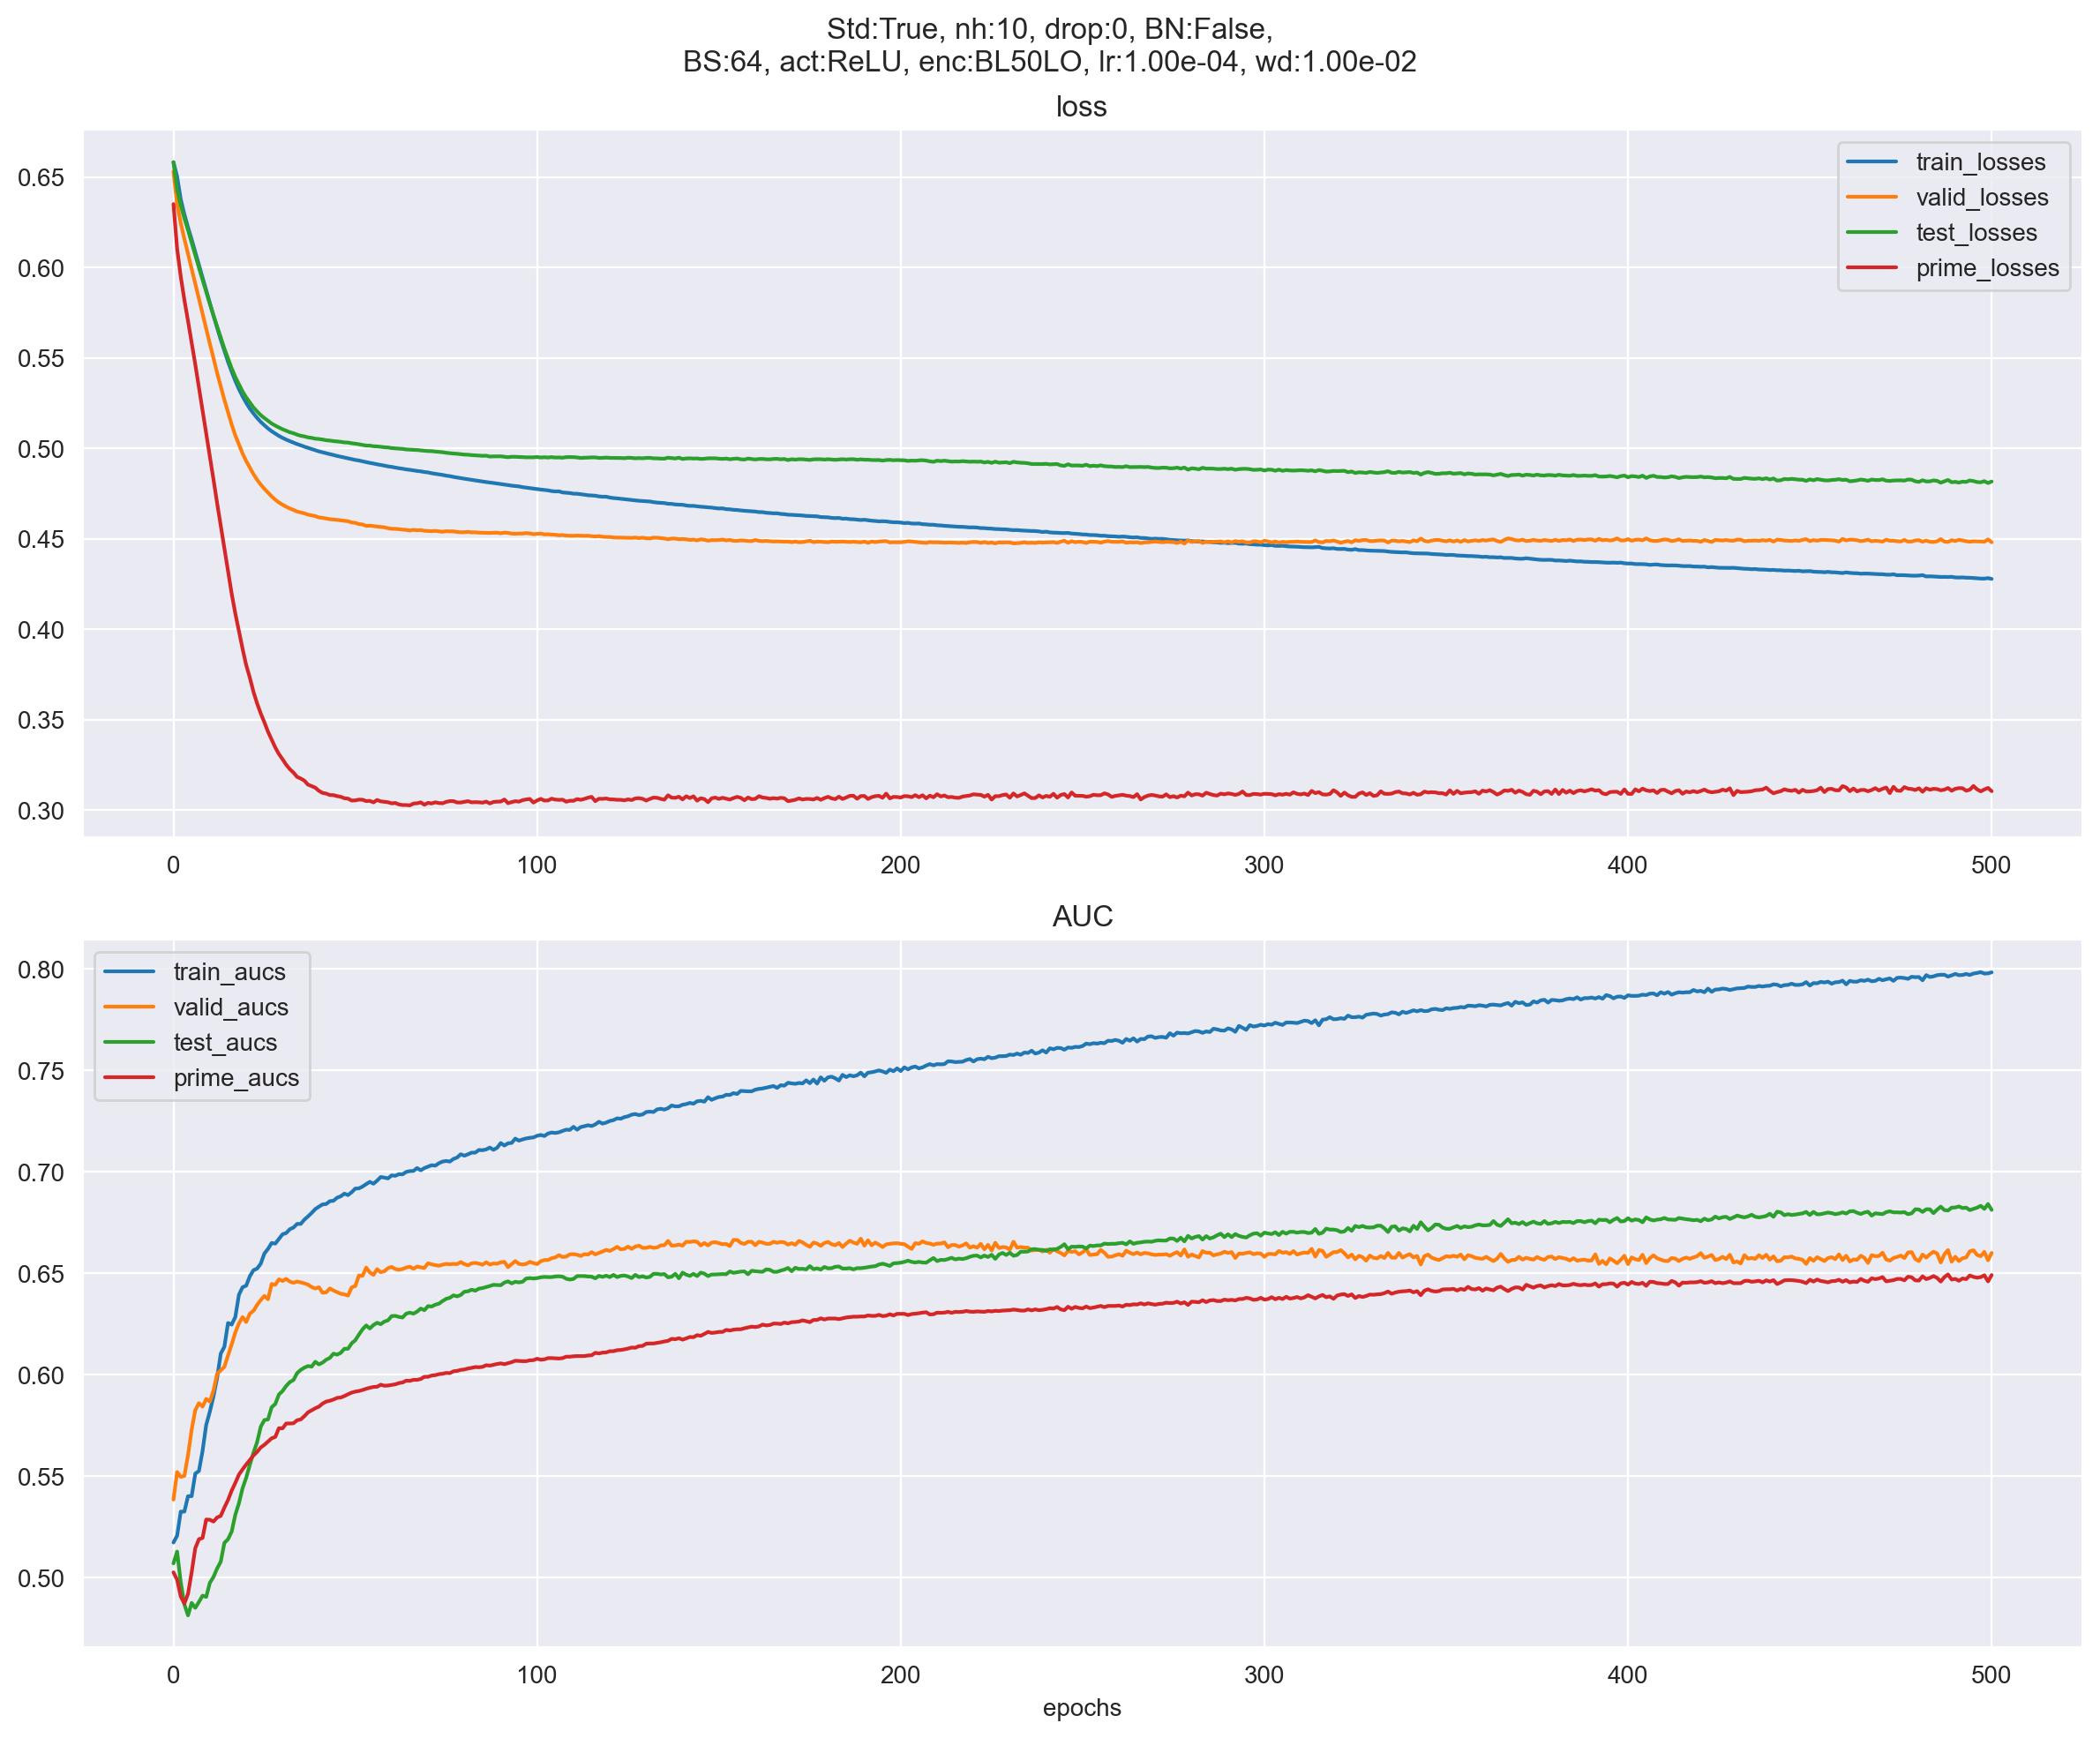 Std:True, nh:10, drop:0, BN:False,
BS:64, act:ReLU, enc:BL50LO, lr:1.00e-04, wd:1.00e-02
loss
train_losses
valid_losses
test_losses
prime_losses
0.65
0.60
0.55
0.50
0.45
0.40
0.35
0.30
0 100 200 300 400 500
AUC
train_aucs
valid_aucs
test_aucs
prime_aucs
0.80
0.75
0.70
0.65
0.60
0.55
0.50
0 100 200 300 400 500
epochs